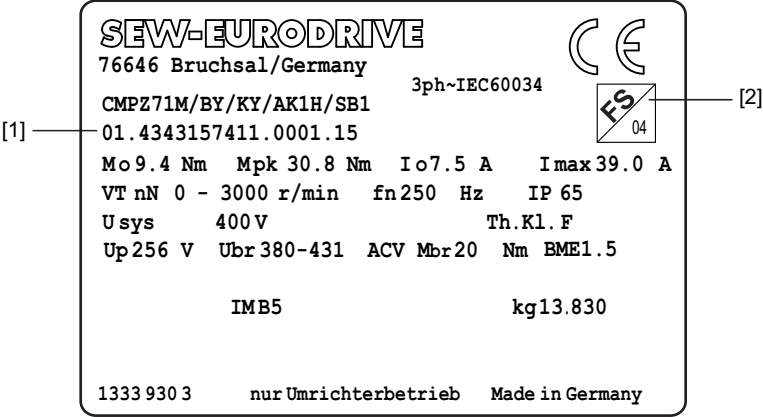 SEW-EURODRIVE
CE
76646 Bruchsal/Germany
3ph~IEC60034
FS
04
[2]
CMPZ71M/BY/KY/AK1H/SB1
[1]
01.4343157411.0001.15
Mo 9.4 Nm Mpk 30.8 Nm Io 7.5 A Imax 39.0 A
VT nN 0 - 3000 r/min fn 250 Hz IP 65
Usys 400 V Th.Kl. F
Up 256 V Ubr 380-431 ACV Mbr 20 Nm BME1.5
IM B5 kg 13.830
1333 930 3 nur Umrichterbetrieb Made in Germany